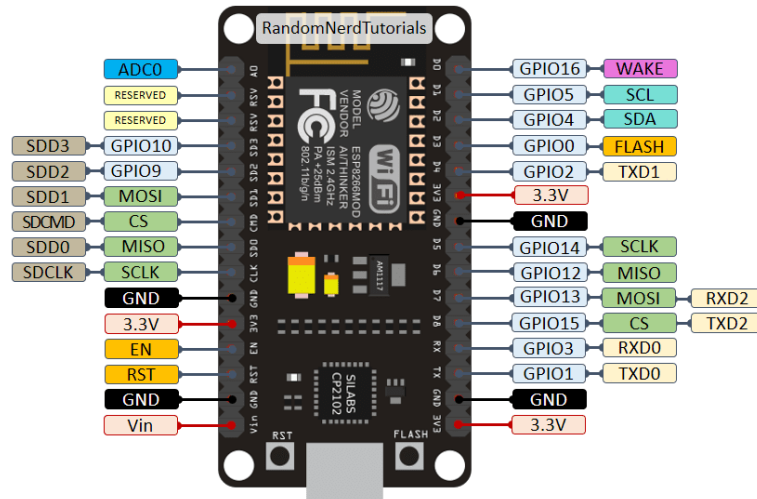 RandomNerdTutorials
ADC0 A0
RESERVED RSV
RESERVED RSV
SDD3 GPIO10 SD3
SDD2 GPIO9 SD2
SDD1 MOSI SD1
SDCMD CS CMD
SDD0 MISO SD0
SDCLK SCLK CLK
GND GND
3.3V 3V3
EN EN
RST RST
GND GND
Vin Vin
MODEL
VENDOR
ESP8266MOD
AI/THINKER
ISM 2.4GHz
PA +25dBm
802.11b/g/n
FC
Wi Fi
AM1117
SILABS
CP2102
RST
FLASH
D0 GPIO16 WAKE
D1 GPIO5 SCL
D2 GPIO4 SDA
D3 GPIO0 FLASH
D4 GPIO2 TXD1
3V3 3.3V
GND GND
D5 GPIO14 SCLK
D6 GPIO12 MISO
D7 GPIO13 MOSI RXD2
D8 GPIO15 CS TXD2
RX GPIO3 RXD0
TX GPIO1 TXD0
GND GND
3V3 3.3V